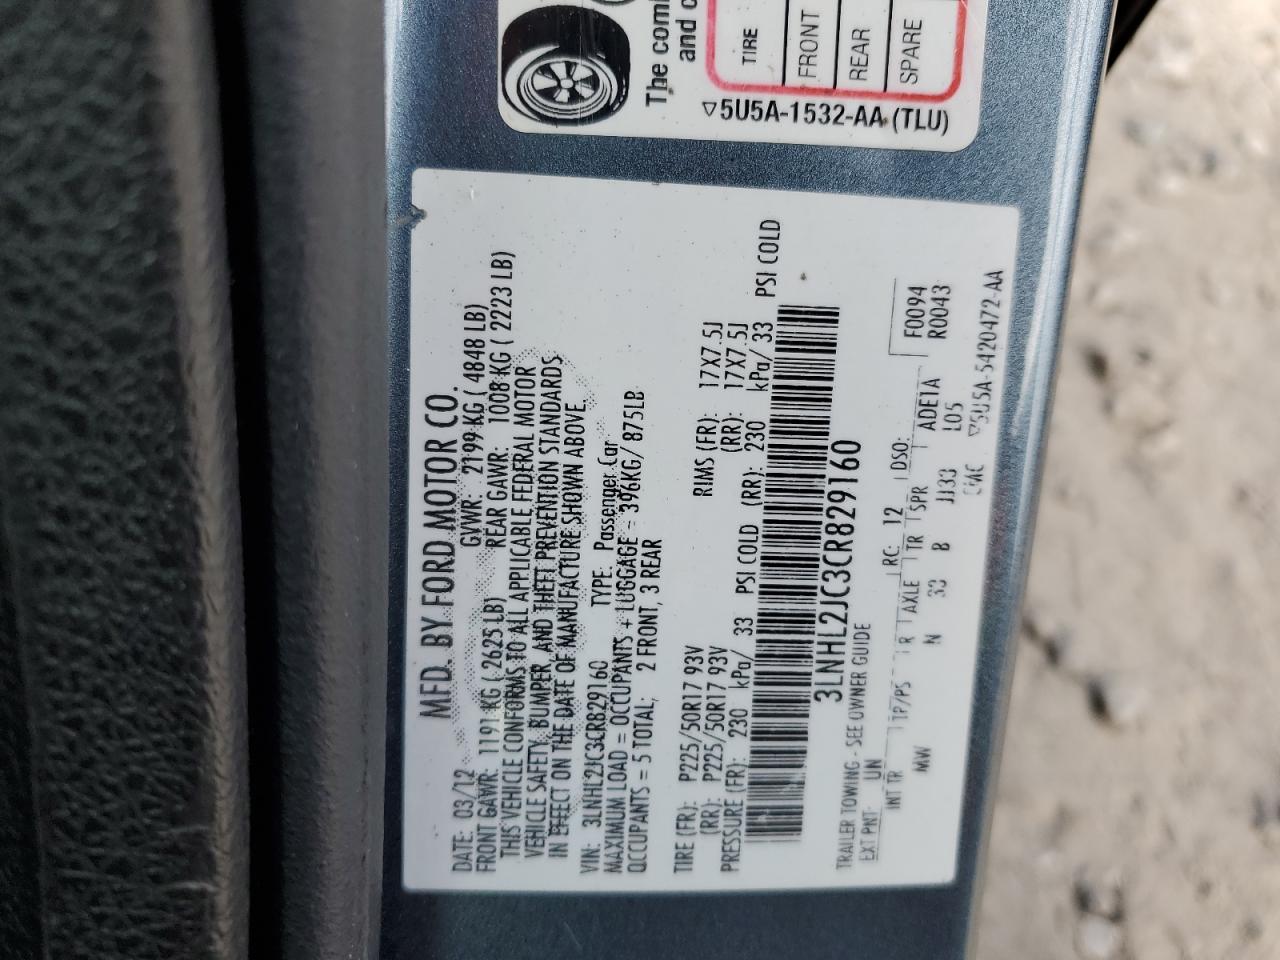 The com
and c
TIRE
FRONT
REAR
SPARE
5U5A-1532-AA (TLU)
MFD. BY FORD MOTOR CO.
DATE: 03/12 GVWR: 2199 KG ( 4848 LB)
FRONT GAWR: 1191 KG ( 2625 LB) REAR GAWR: 1008 KG ( 2223 LB)
THIS VEHICLE CONFORMS TO ALL APPLICABLE FEDERAL MOTOR
VEHICLE SAFETY, BUMPER, AND THEFT PREVENTION STANDARDS
IN EFFECT ON THE DATE OF MANUFACTURE SHOWN ABOVE.
VIN: 3LNHL2JC3CR829160 TYPE: Passenger Car
MAXIMUM LOAD = OCCUPANTS + LUGGAGE = 396KG/ 875LB
OCCUPANTS = 5 TOTAL; 2 FRONT, 3 REAR
TIRE (FR): P225/50R17 93V RIMS (FR): 17X7.5J
(RR): P225/50R17 93V (RR): 17X7.5J
PRESSURE (FR): 230 kPa/ 33 PSI COLD (RR): 230 kPa/ 33 PSI COLD
3LNHL2JC3CR829160
TRAILER TOWING - SEE OWNER GUIDE
EXT PNT: UN RC: 12 DSO: F0094
INT TR TP/PS R AXLE TR SPR ADE1A R0043
MW N 33 B JJ33 L05
5U5A-5420472-AA